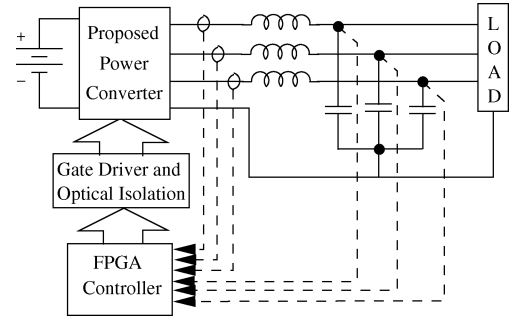 +
−
Proposed
Power
Converter
L
O
A
D
Gate Driver and
Optical Isolation
FPGA
Controller